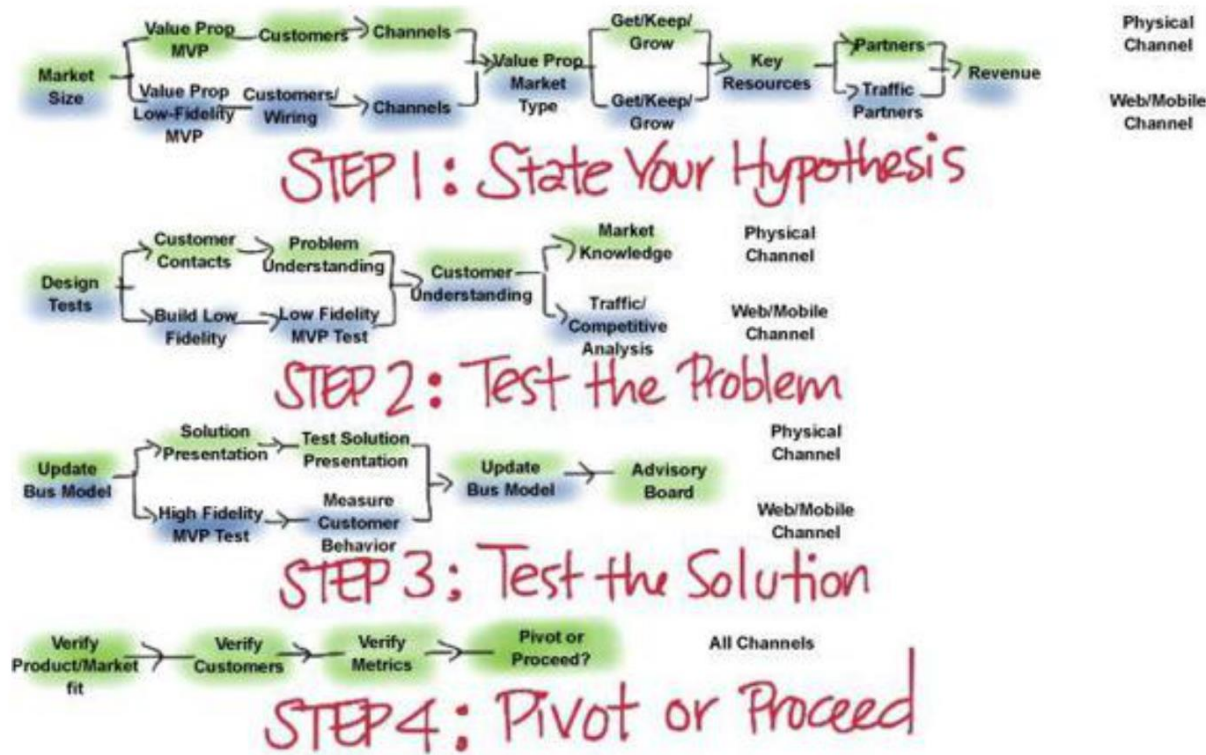 Value Prop MVP
Customers
Channels
Get/Keep/Grow
Partners
Physical Channel
Market Size
Value Prop Market Type
Key Resources
Revenue
Value Prop Low-Fidelity MVP
Customers/Wiring
Channels
Get/Keep/Grow
Traffic Partners
Web/Mobile Channel
STEP 1: State Your Hypothesis
Customer Contacts
Problem Understanding
Market Knowledge
Physical Channel
Design Tests
Customer Understanding
Build Low Fidelity
Low Fidelity MVP Test
Traffic/Competitive Analysis
Web/Mobile Channel
STEP 2: Test the Problem
Solution Presentation
Test Solution Presentation
Physical Channel
Update Bus Model
Update Bus Model
Advisory Board
High Fidelity MVP Test
Measure Customer Behavior
Web/Mobile Channel
STEP 3: Test the Solution
Verify Product/Market fit
Verify Customers
Verify Metrics
Pivot or Proceed?
All Channels
STEP 4: Pivot or Proceed